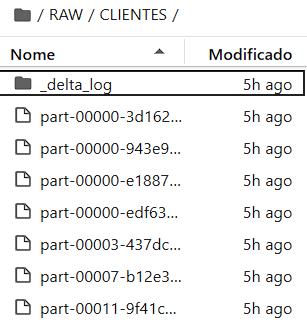 / RAW / CLIENTES /
Nome Modificado
_delta_log 5h ago
part-00000-3d162... 5h ago
part-00000-943e9... 5h ago
part-00000-e1887... 5h ago
part-00000-edf63... 5h ago
part-00003-437dc... 5h ago
part-00007-b12e3... 5h ago
part-00011-9f41c... 5h ago